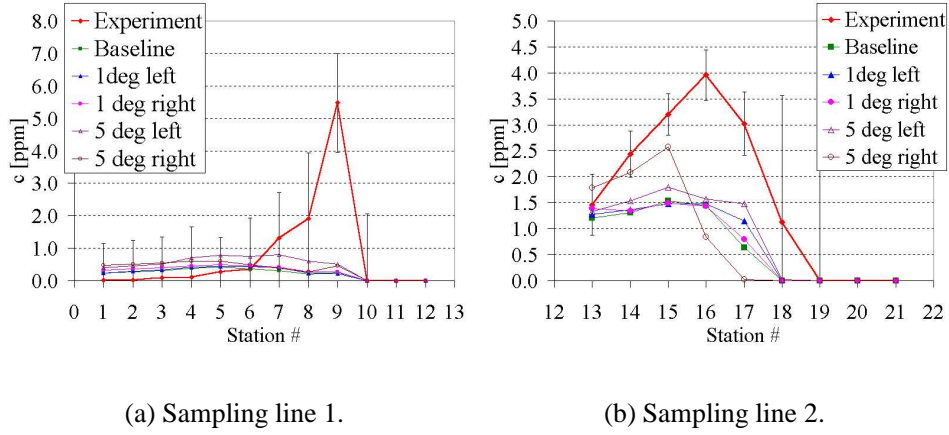 8.0
7.0
6.0
5.0
4.0
3.0
2.0
1.0
0.0
c [ppm]
Experiment
Baseline
1deg left
1 deg right
5 deg left
5 deg right
0 1 2 3 4 5 6 7 8 9 10 11 12 13
Station #
(a) Sampling line 1.
5.0
4.5
4.0
3.5
3.0
2.5
2.0
1.5
1.0
0.5
0.0
c [ppm]
Experiment
Baseline
1deg left
1 deg right
5 deg left
5 deg right
12 13 14 15 16 17 18 19 20 21 22
Station #
(b) Sampling line 2.